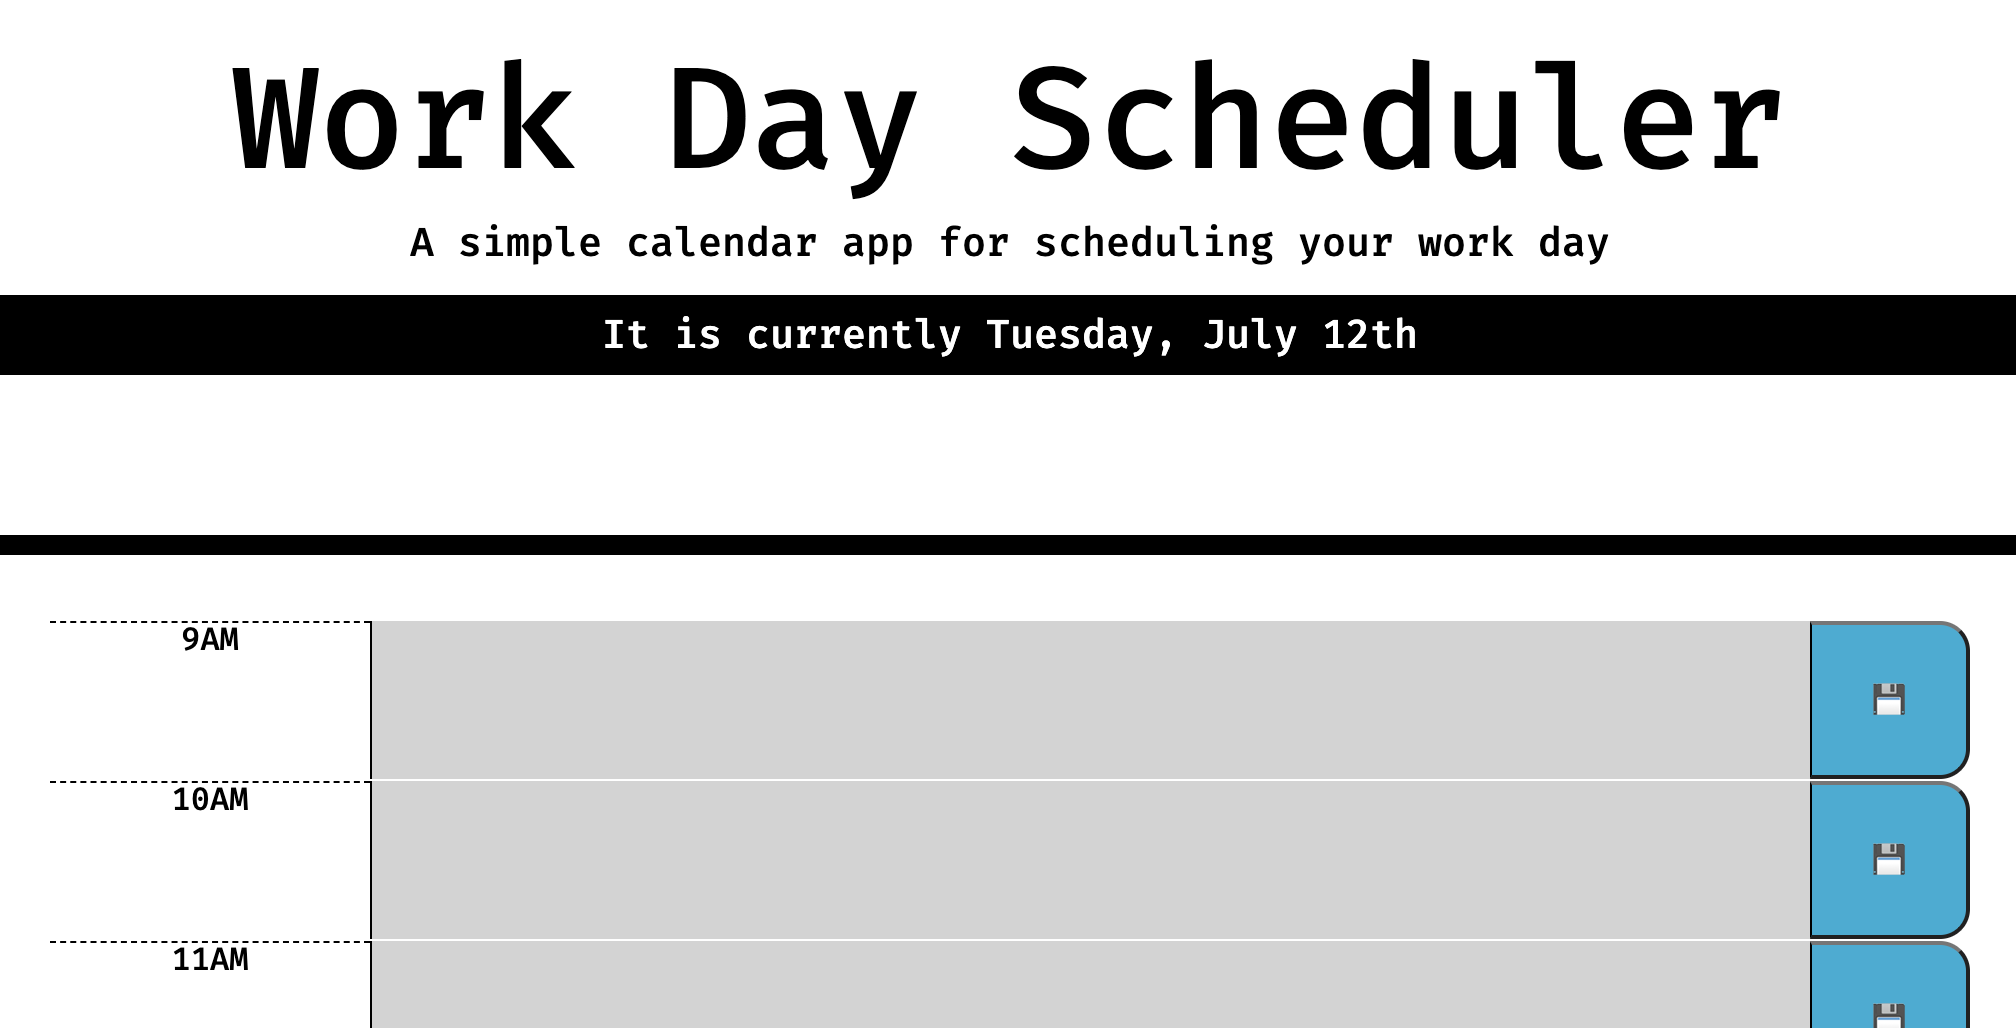 Work Day Scheduler
A simple calendar app for scheduling your work day
It is currently Tuesday, July 12th
9AM
10AM
11AM